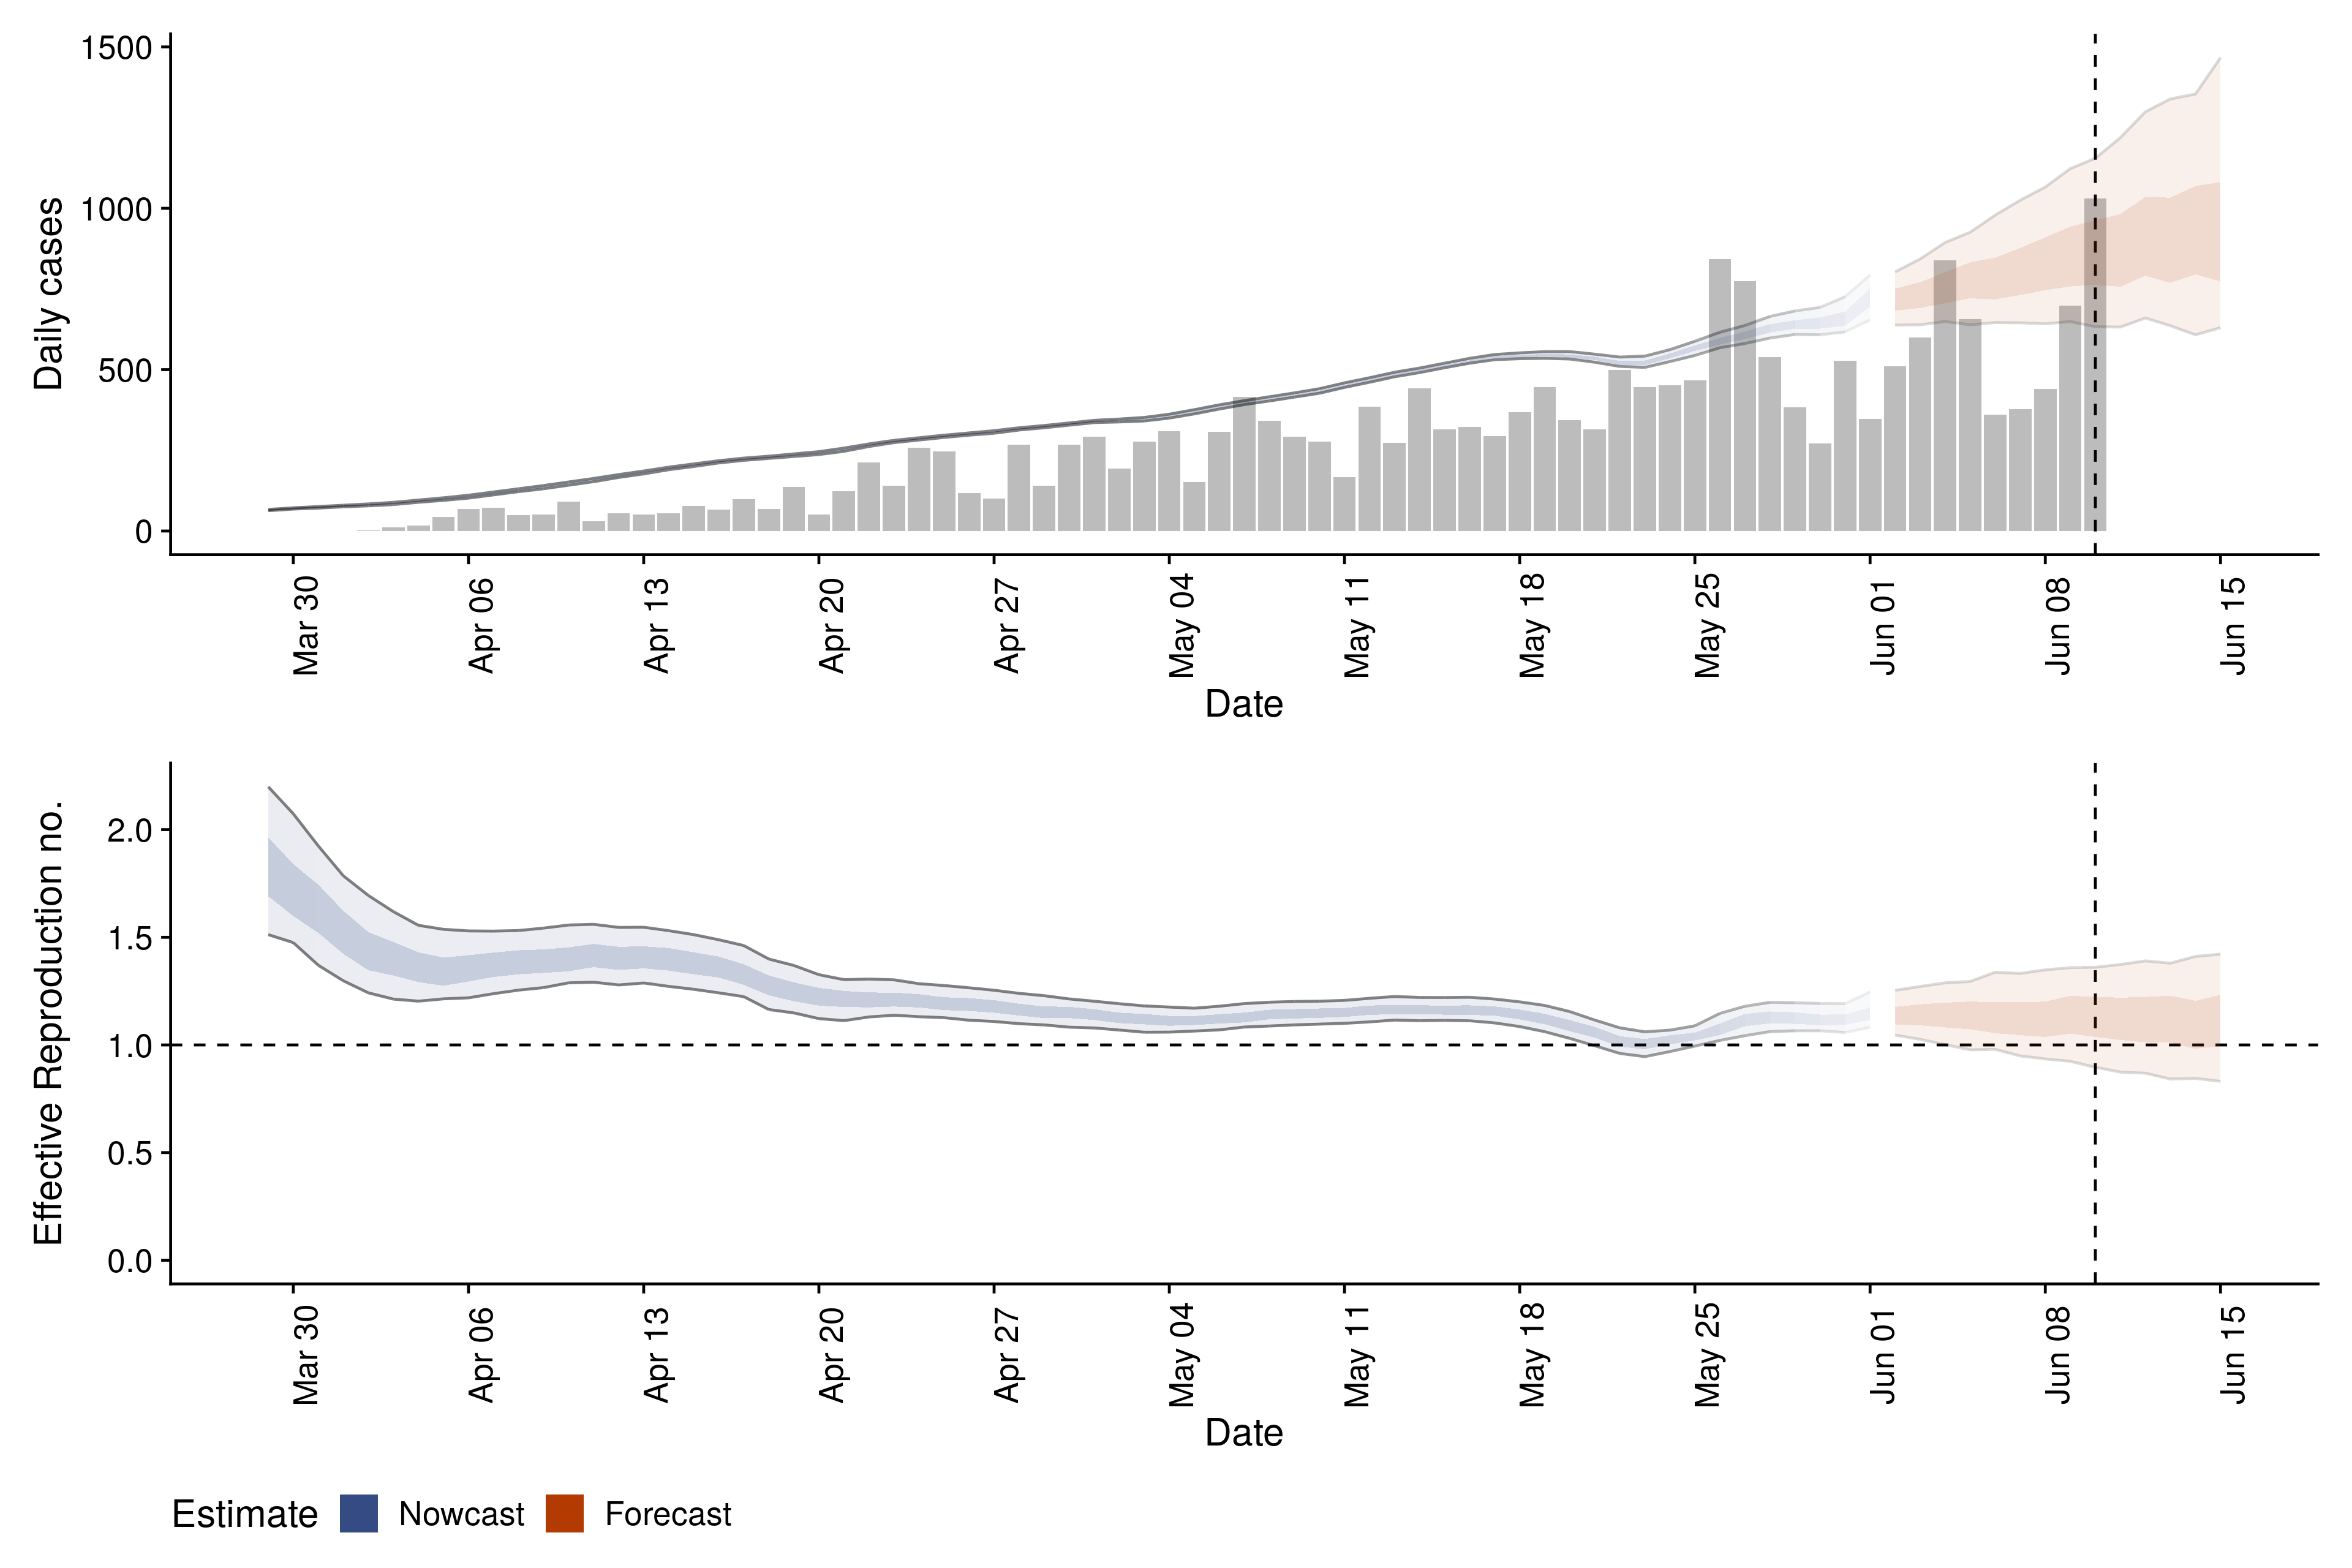 1500
1000
500
0
Daily cases
Mar 30
Apr 06
Apr 13
Apr 20
Apr 27
May 04
May 11
May 18
May 25
Jun 01
Jun 08
Jun 15
Date
2.0
1.5
1.0
0.5
0.0
Effective Reproduction no.
Mar 30
Apr 06
Apr 13
Apr 20
Apr 27
May 04
May 11
May 18
May 25
Jun 01
Jun 08
Jun 15
Date
Estimate Nowcast Forecast